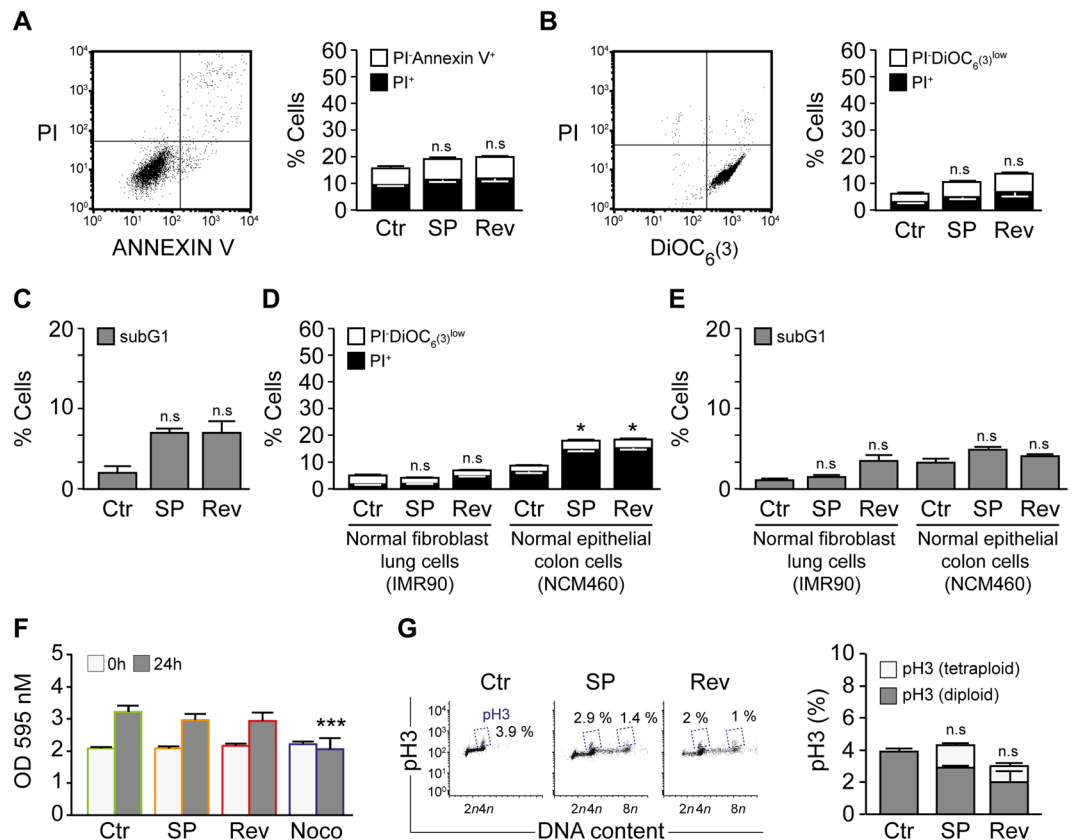 A
PI
10⁴
10³
10²
10¹
10⁰
10⁰ 10¹ 10² 10³ 10⁴
ANNEXIN V
% Cells
60
50
40
30
20
10
0
PI⁻Annexin V⁺
PI⁺
n.s n.s
Ctr SP Rev
B
PI
10⁴
10³
10²
10¹
10⁰
10⁰ 10¹ 10² 10³ 10⁴
DiOC₆(3)
% Cells
60
50
40
30
20
10
0
PI⁻DiOC₆(3)ˡᵒʷ
PI⁺
n.s n.s
Ctr SP Rev
C
% Cells
20
10
0
subG1
n.s n.s
Ctr SP Rev
D
% Cells
60
50
40
30
20
10
0
PI⁻DiOC₆(3)ˡᵒʷ
PI⁺
n.s n.s * *
Ctr SP Rev Ctr SP Rev
Normal fibroblast
lung cells
(IMR90)
Normal epithelial
colon cells
(NCM460)
E
% Cells
20
10
0
subG1
n.s n.s n.s n.s
Ctr SP Rev Ctr SP Rev
Normal fibroblast
lung cells
(IMR90)
Normal epithelial
colon cells
(NCM460)
F
OD 595 nM
5
4
3
2
1
0
0h 24h
***
Ctr SP Rev Noco
G
Ctr SP Rev
pH3
10⁴
10³
10²
10¹
10⁰
pH3
3.9 %
2.9 % 1.4 %
2 % 1 %
2n4n 2n4n 8n 2n4n 8n
DNA content
pH3 (%)
10
8
6
4
2
0
pH3 (tetraploid)
pH3 (diploid)
n.s n.s
Ctr SP Rev